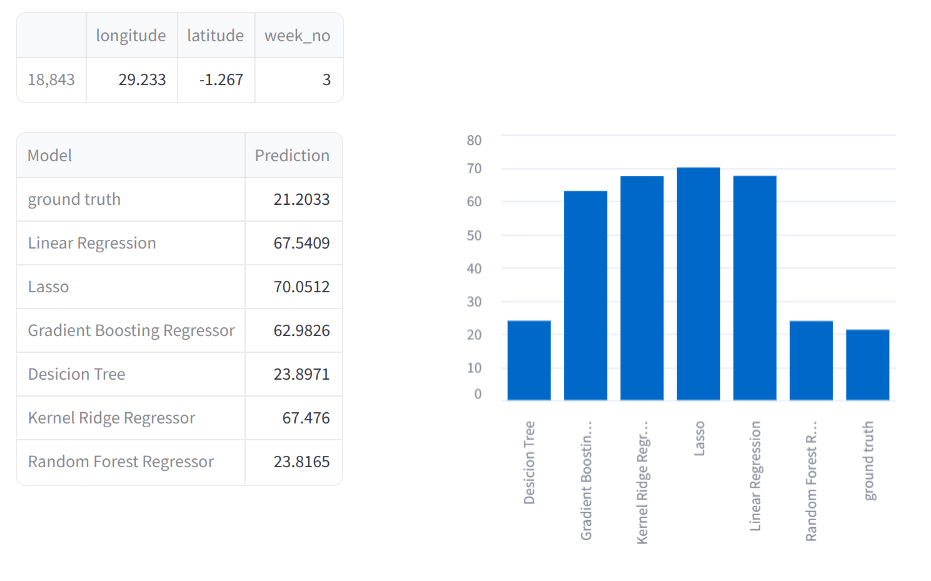 longitude latitude week_no
18,843 29.233 -1.267 3
Model Prediction
ground truth 21.2033
Linear Regression 67.5409
Lasso 70.0512
Gradient Boosting Regressor 62.9826
Desicion Tree 23.8971
Kernel Ridge Regressor 67.476
Random Forest Regressor 23.8165
80
70
60
50
40
30
20
10
0
Desicion Tree
Gradient Boostin…
Kernel Ridge Regr…
Lasso
Linear Regression
Random Forest R…
ground truth